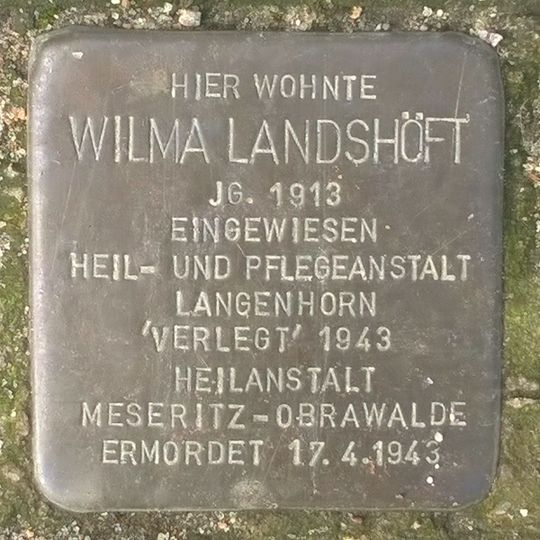 HIER WOHNTE
WILMA LANDSHÖFT
JG. 1913
EINGEWIESEN
HEIL- UND PFLEGEANSTALT
LANGENHORN
'VERLEGT' 1943
HEILANSTALT
MESERITZ-OBRAWALDE
ERMORDET 17.4.1943